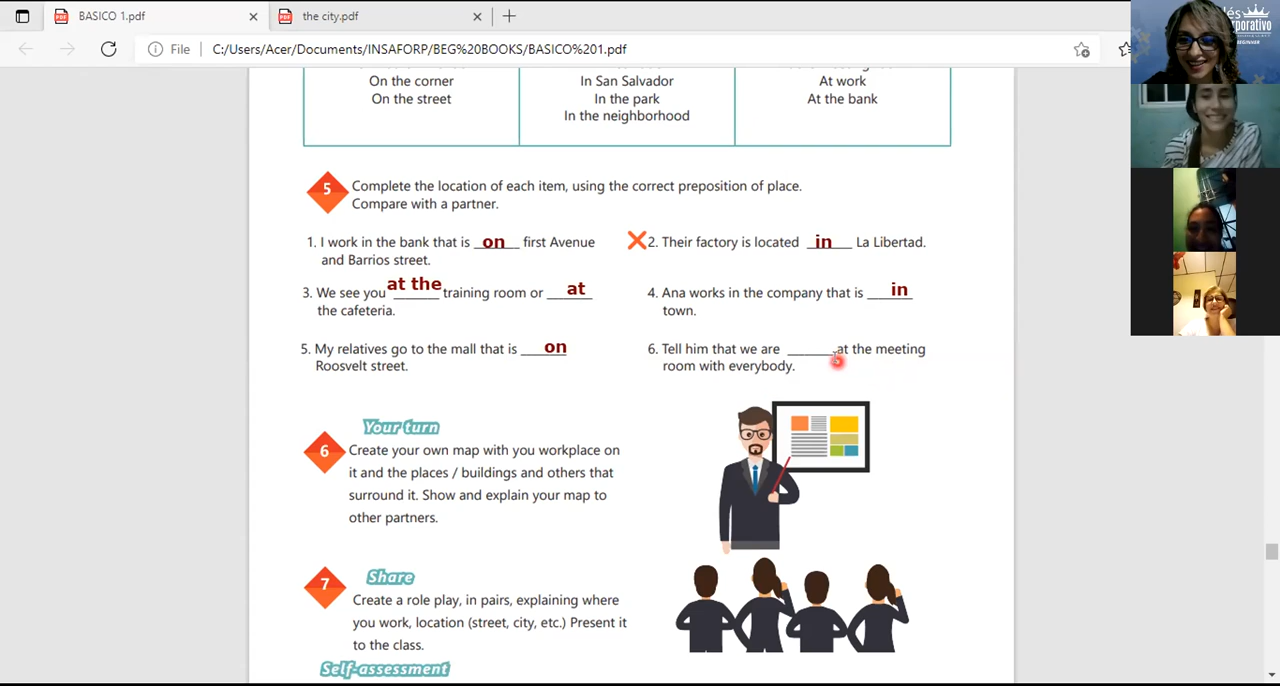 BASICO 1.pdf
the city.pdf
File
C:/Users/Acer/Documents/INSAFORP/BEG%20BOOKS/BASICO%201.pdf
On the corner
On the street
In San Salvador
In the park
In the neighborhood
At work
At the bank
5
Complete the location of each item, using the correct preposition of place.
Compare with a partner.
1. I work in the bank that is on first Avenue
and Barrios street.
2. Their factory is located in La Libertad.
3. We see you at the training room or at
the cafeteria.
4. Ana works in the company that is in
town.
5. My relatives go to the mall that is on
Roosvelt street.
6. Tell him that we are ______ at the meeting
room with everybody.
6
Your turn
Create your own map with you workplace on
it and the places / buildings and others that
surround it. Show and explain your map to
other partners.
7
Share
Create a role play, in pairs, explaining where
you work, location (street, city, etc.) Present it
to the class.
Self-assessment